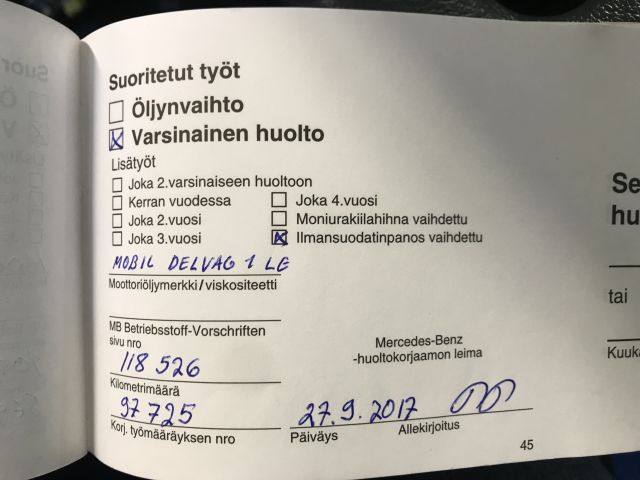 Suoritetut työt
Öljynvaihto
Varsinainen huolto
Lisätyöt
Joka 2.varsinaiseen huoltoon
Kerran vuodessa
Joka 4.vuosi
Joka 2.vuosi
Moniurakiilahihna vaihdettu
Joka 3.vuosi
Ilmansuodatinpanos vaihdettu
MOBIL DELVAG 1 LE
Moottoriöljymerkki/viskositeetti
MB Betriebsstoff-Vorschriften
sivu nro
118 526
Kilometrimäärä
97 725
Korj. työmääräyksen nro
Mercedes-Benz
-huoltokorjaamon leima
27.9.2017
Päiväys
Allekirjoitus
45
Se
hu
tai
Kuuka